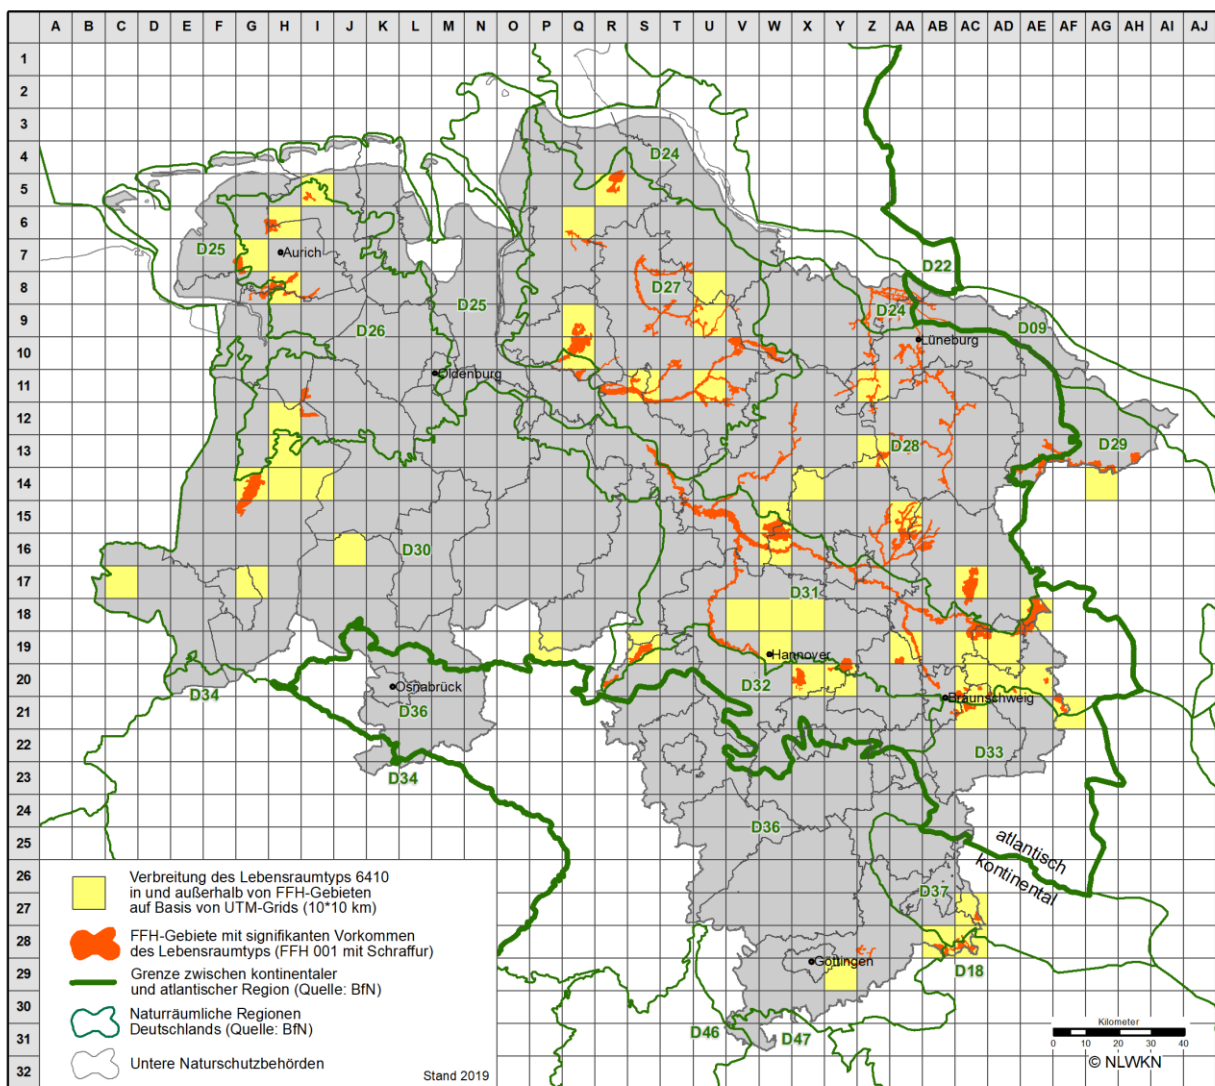 A B C D E F G H I J K L M N O P Q R S T U V W X Y Z AA AB AC AD AE AF AG AH AI AJ
1
2
3
4
D24
5
6
7
D25
Aurich
D22
8
D27
9
D25
D24
D09
D26
Lüneburg
10
Oldenburg
11
12
13
D28
D29
14
15
16
D30
17
D31
18
19
Hannover
20
Osnabrück
D32
D34
Braunschweig
21
D36
22
D33
23
D34
24
D36
25
atlantisch
kontinental
26
Verbreitung des Lebensraumtyps 6410
in und außerhalb von FFH-Gebieten
auf Basis von UTM-Grids (10*10 km)
D37
27
28
FFH-Gebiete mit signifikanten Vorkommen
des Lebensraumtyps (FFH 001 mit Schraffur)
29
Göttingen
D18
Grenze zwischen kontinentaler
und atlantischer Region (Quelle: BfN)
30
Naturräumliche Regionen
Deutschlands (Quelle: BfN)
31
D46
D47
Kilometer
0 5 10 20 30 40
Untere Naturschutzbehörden
32
Stand 2019
© NLWKN